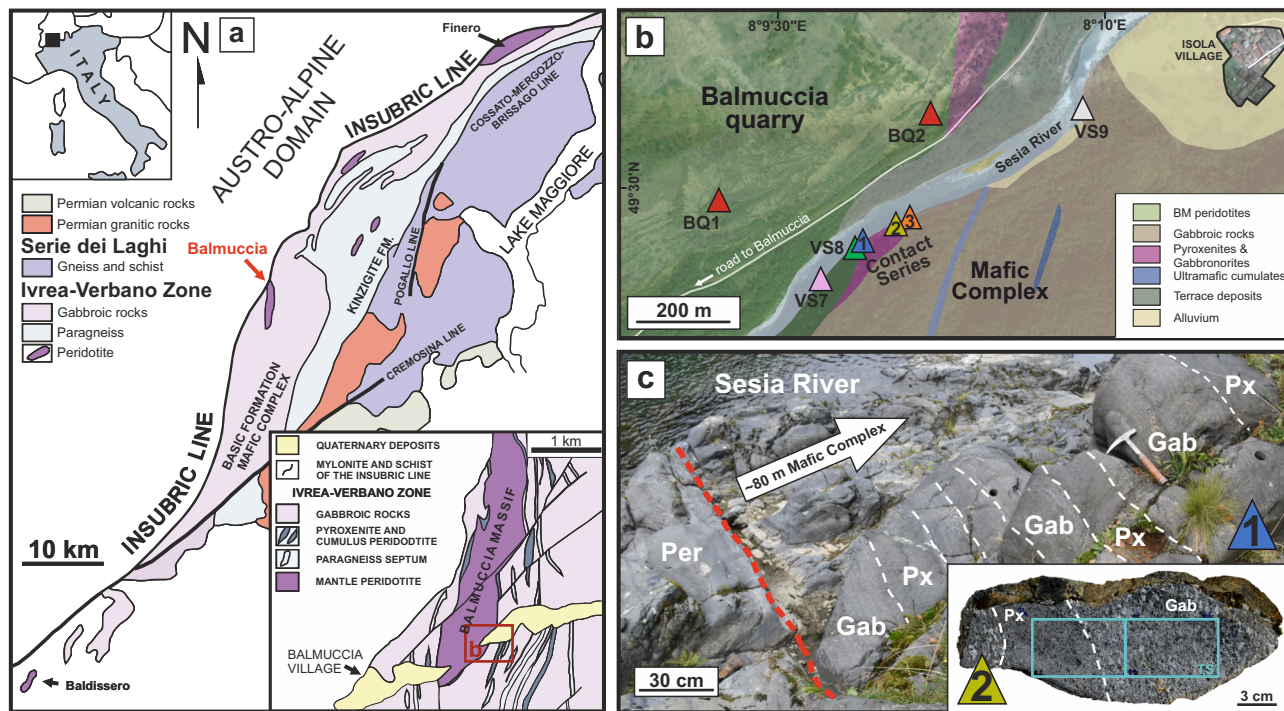 a
ITALY
N
Finero
INSUBRIC LINE
COSSATO-MERGOZZO-
BRISSAGO LINE
AUSTRO-ALPINE
DOMAIN
LAKE MAGGIORE
Permian volcanic rocks
Permian granitic rocks
Serie dei Laghi
Gneiss and schist
Ivrea-Verbano Zone
Gabbroic rocks
Paragneiss
Peridotite
Balmuccia
KINZIGITE FM.
POGALLO LINE
CREMOSINA LINE
BASIC FORMATION
MAFIC COMPLEX
INSUBRIC LINE
10 km
Baldissero
1 km
QUATERNARY DEPOSITS
MYLONITE AND SCHIST
OF THE INSUBRIC LINE
IVREA-VERBANO ZONE
GABBROIC ROCKS
PYROXENITE AND
CUMULUS PERIDODTITE
PARAGNEISS SEPTUM
MANTLE PERIDOTITE
BALMUCCIA MASSIF
b
BALMUCCIA
VILLAGE
b
8°9'30"E
8°10'
49°30'N
ISOLA
VILLAGE
Balmuccia
quarry
BQ2
VS9
Sesia River
BQ1
road to Balmuccia
VS8
1
2
3
VS7
Contact
Series
Mafic
Complex
200 m
BM peridotites
Gabbroic rocks
Pyroxenites &
Gabbronorites
Ultramafic cumulates
Terrace deposits
Alluvium
c
Sesia River
~80 m Mafic Complex
Px
Gab
Per
Px
Gab
Gab
Px
1
30 cm
Px
Gab
TS
2
3 cm